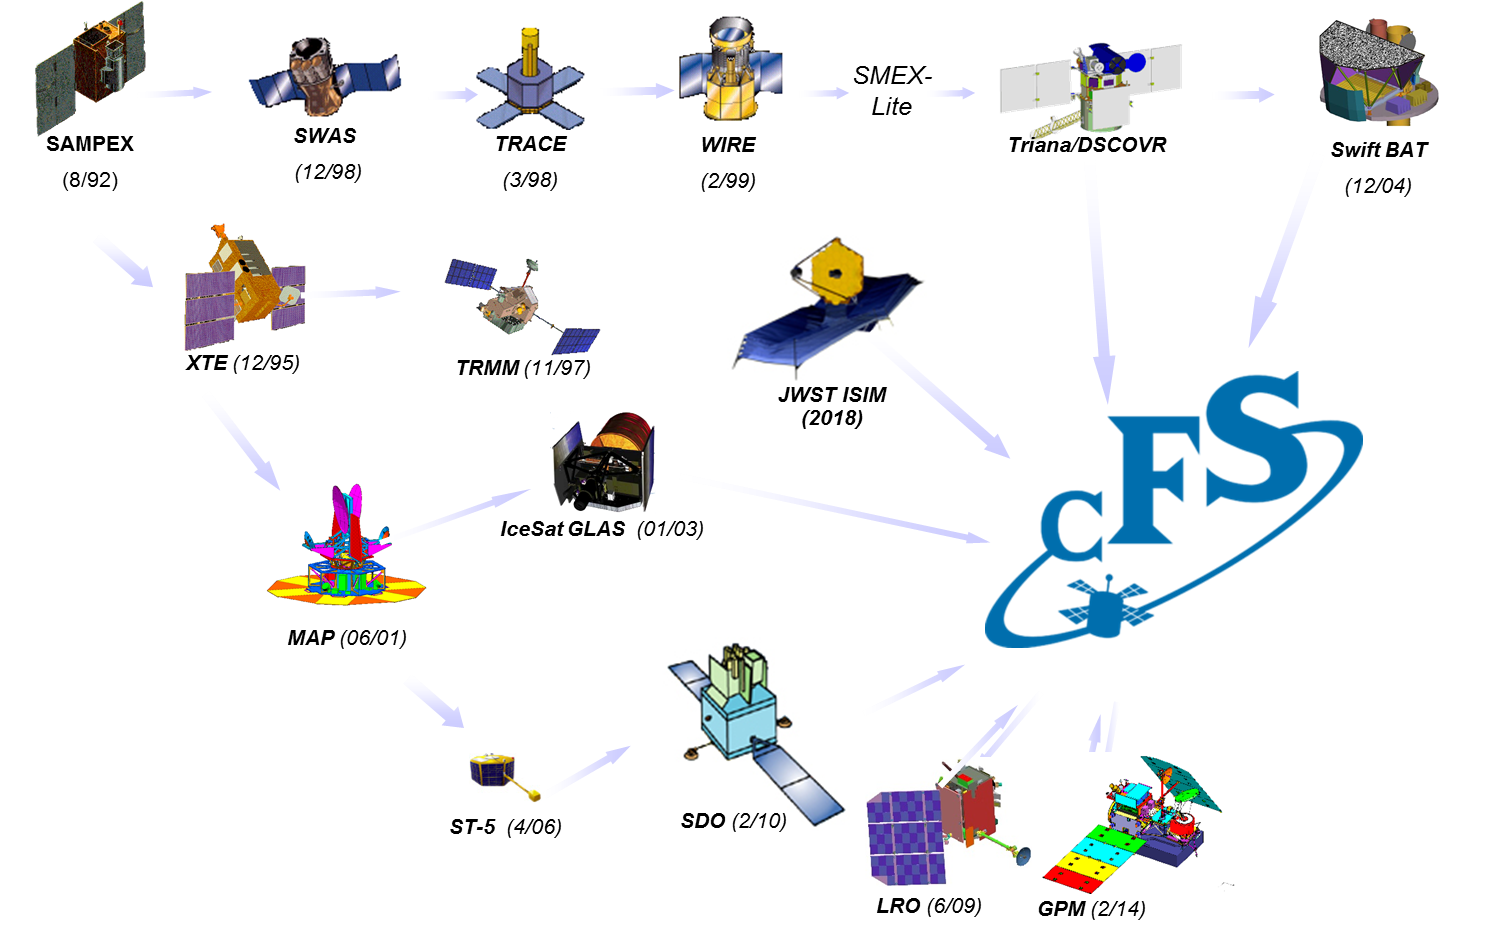 SMEX-
Lite
SAMPEX
(8/92)
SWAS
(12/98)
TRACE
(3/98)
WIRE
(2/99)
Triana/DSCOVR
Swift BAT
(12/04)
XTE (12/95)
TRMM (11/97)
JWST ISIM
(2018)
IceSat GLAS (01/03)
cFS
MAP (06/01)
ST-5 (4/06)
SDO (2/10)
LRO (6/09)
GPM (2/14)